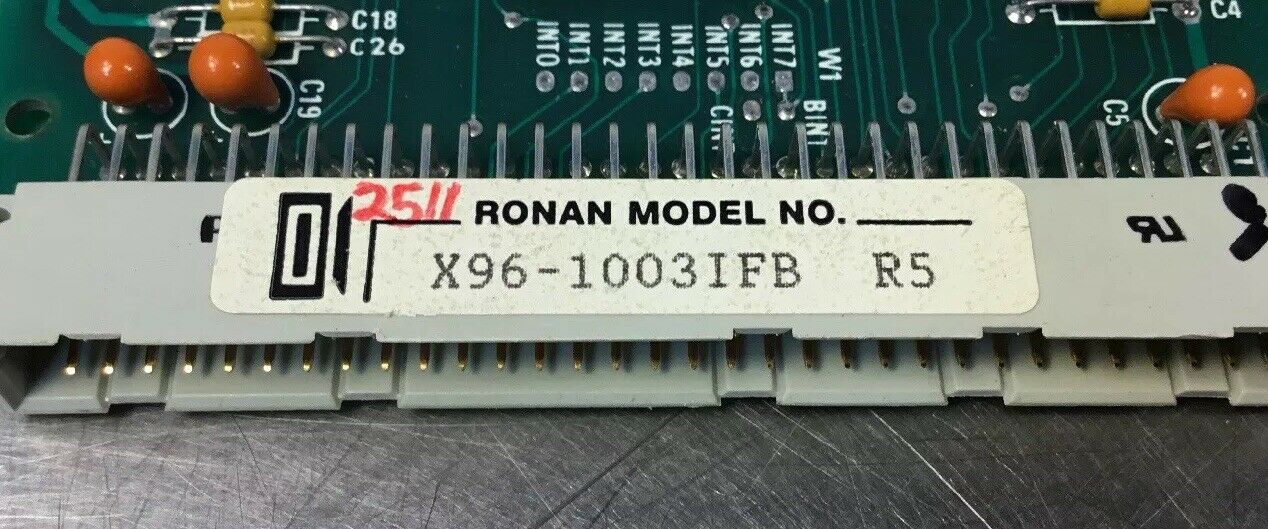 C18
C26
C4
INT0
INT1
INT2
INT3
INT4
INT5
INT6
INT7
W1
C19
BINT
C5
C1
2511 RONAN MODEL NO.
X96-1003IFB R5